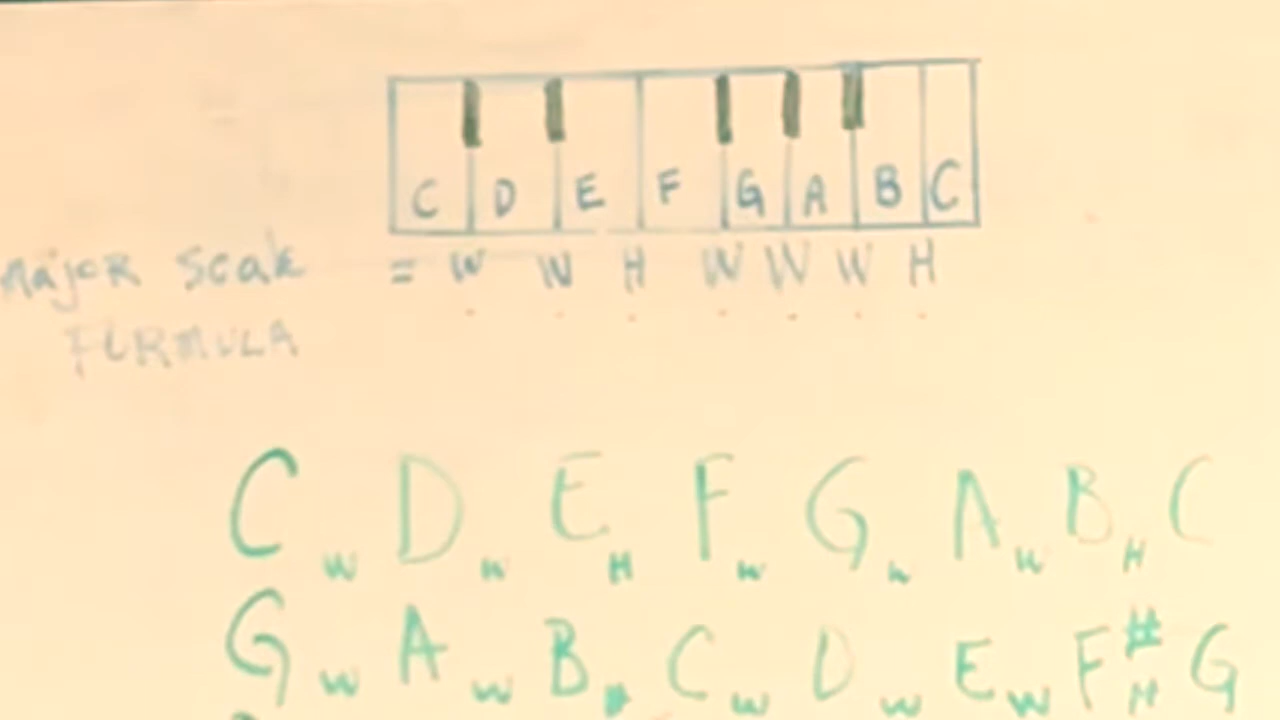 C D E F G A B C
Major Scale = W W H W W W H
FORMULA
C W D W E H F W G W A W B H C
G W A W B H C W D W E W F# H G